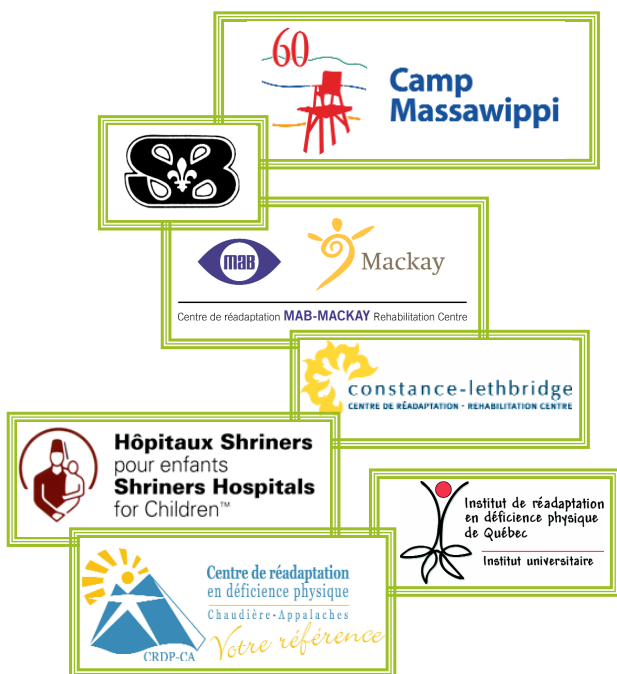 60
Camp
Massawippi
SB
MAB
Mackay
Centre de réadaptation MAB-MACKAY Rehabilitation Centre
constance-lethbridge
CENTRE DE RÉADAPTATION - REHABILITATION CENTRE
Hôpitaux Shriners
pour enfants
Shriners Hospitals
for Children™
Institut de réadaptation
en déficience physique
de Québec
Institut universitaire
Centre de réadaptation
en déficience physique
Chaudière-Appalaches
Votre référence
CRDP-CA